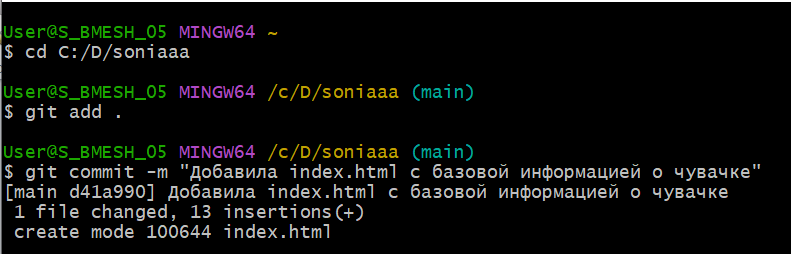 User@S_BMESH_05 MINGW64 ~
$ cd C:/D/soniaaa
User@S_BMESH_05 MINGW64 /c/D/soniaaa (main)
$ git add .
User@S_BMESH_05 MINGW64 /c/D/soniaaa (main)
$ git commit -m "Добавила index.html с базовой информацией о чувачке"
[main d41a990] Добавила index.html с базовой информацией о чувачке
 1 file changed, 13 insertions(+)
 create mode 100644 index.html